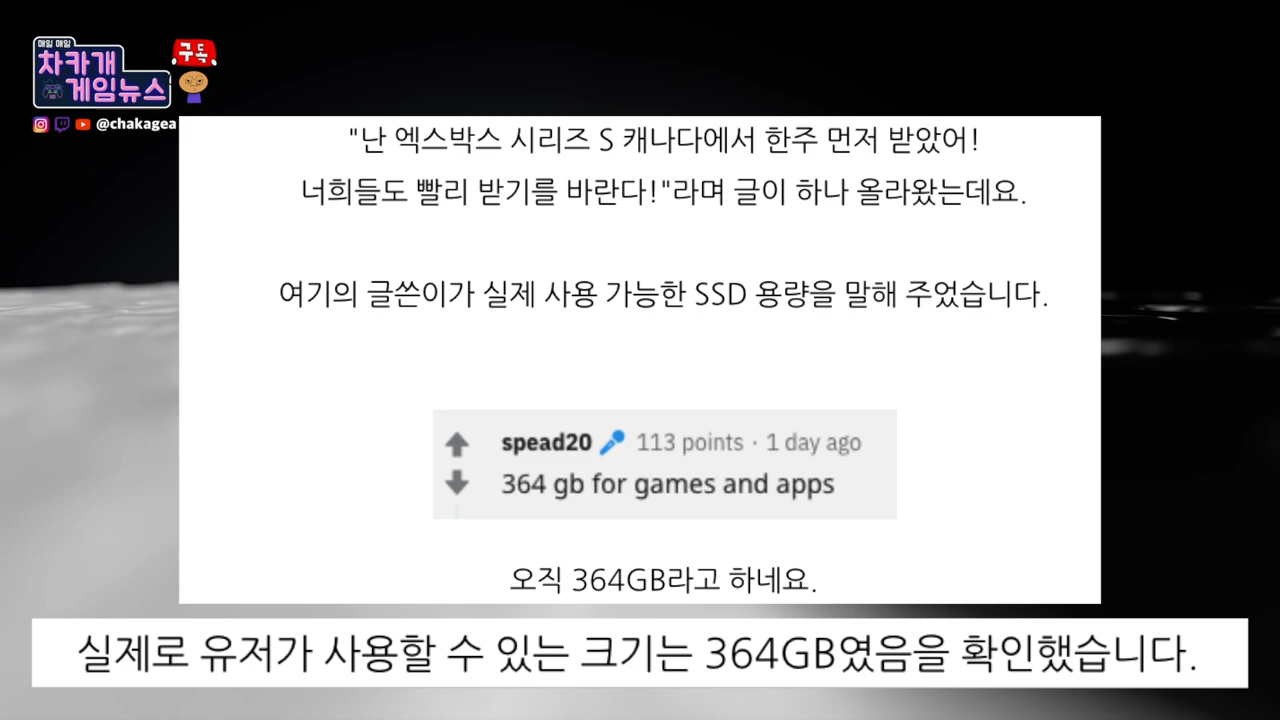 매일 매일
차카개
게임뉴스
구독
@chakagea
"난 엑스박스 시리즈 S 캐나다에서 한주 먼저 받았어!
너희들도 빨리 받기를 바란다!"라며 글이 하나 올라왔는데요.
여기의 글쓴이가 실제 사용 가능한 SSD 용량을 말해 주었습니다.
spead20 113 points · 1 day ago
364 gb for games and apps
오직 364GB라고 하네요.
실제로 유저가 사용할 수 있는 크기는 364GB였음을 확인했습니다.